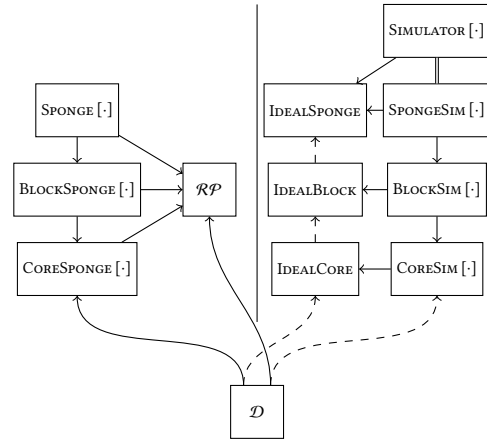 SIMULATOR [·]
SPONGE [·]
IDEALSPONGE
SPONGESIM [·]
BLOCKSPONGE [·]
RP
IDEALBLOCK
BLOCKSIM [·]
CORESPONGE [·]
IDEALCORE
CORESIM [·]
D